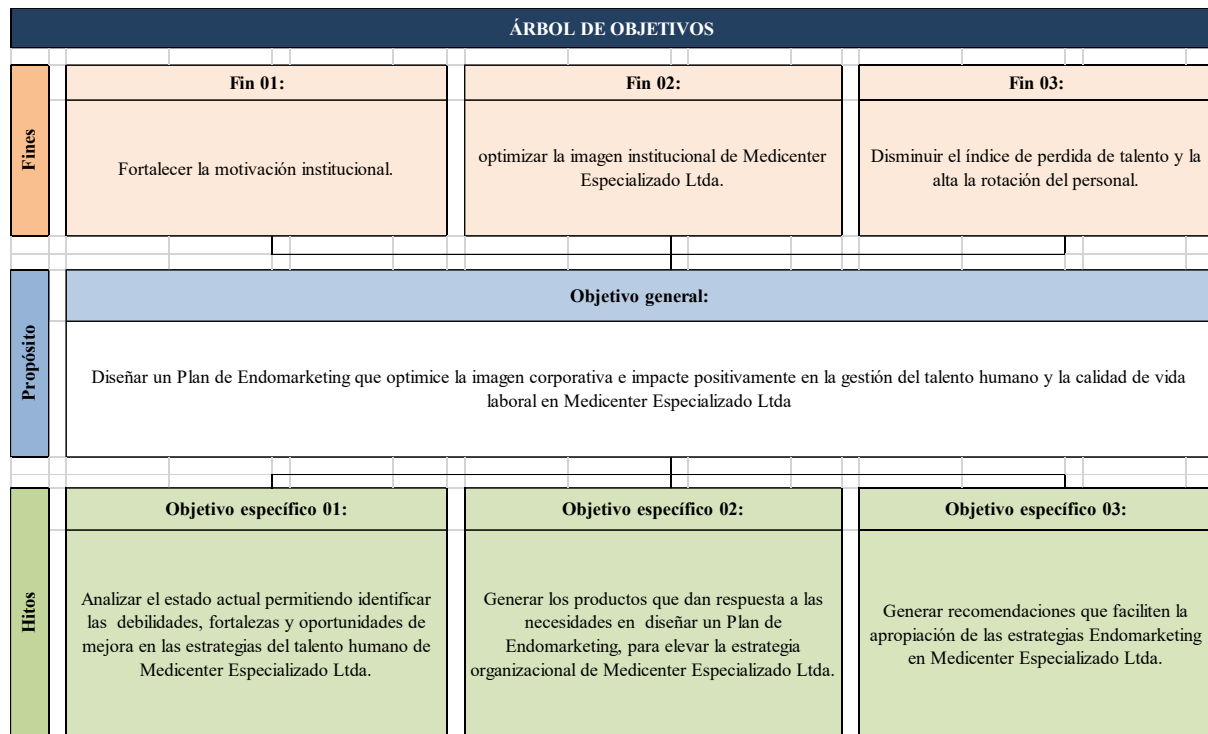 ÁRBOL DE OBJETIVOS
Fines
Fin 01:
Fortalecer la motivación institucional.
Fin 02:
optimizar la imagen institucional de Medicenter
Especializado Ltda.
Fin 03:
Disminuir el índice de perdida de talento y la
alta la rotación del personal.
Propósito
Objetivo general:
Diseñar un Plan de Endomarketing que optimice la imagen corporativa e impacte positivamente en la gestión del talento humano y la calidad de vida
laboral en Medicenter Especializado Ltda
Hitos
Objetivo específico 01:
Analizar el estado actual permitiendo identificar
las debilidades, fortalezas y oportunidades de
mejora en las estrategias del talento humano de
Medicenter Especializado Ltda.
Objetivo específico 02:
Generar los productos que dan respuesta a las
necesidades en diseñar un Plan de
Endomarketing, para elevar la estrategia
organizacional de Medicenter Especializado Ltda.
Objetivo específico 03:
Generar recomendaciones que faciliten la
apropiación de las estrategias Endomarketing
en Medicenter Especializado Ltda.